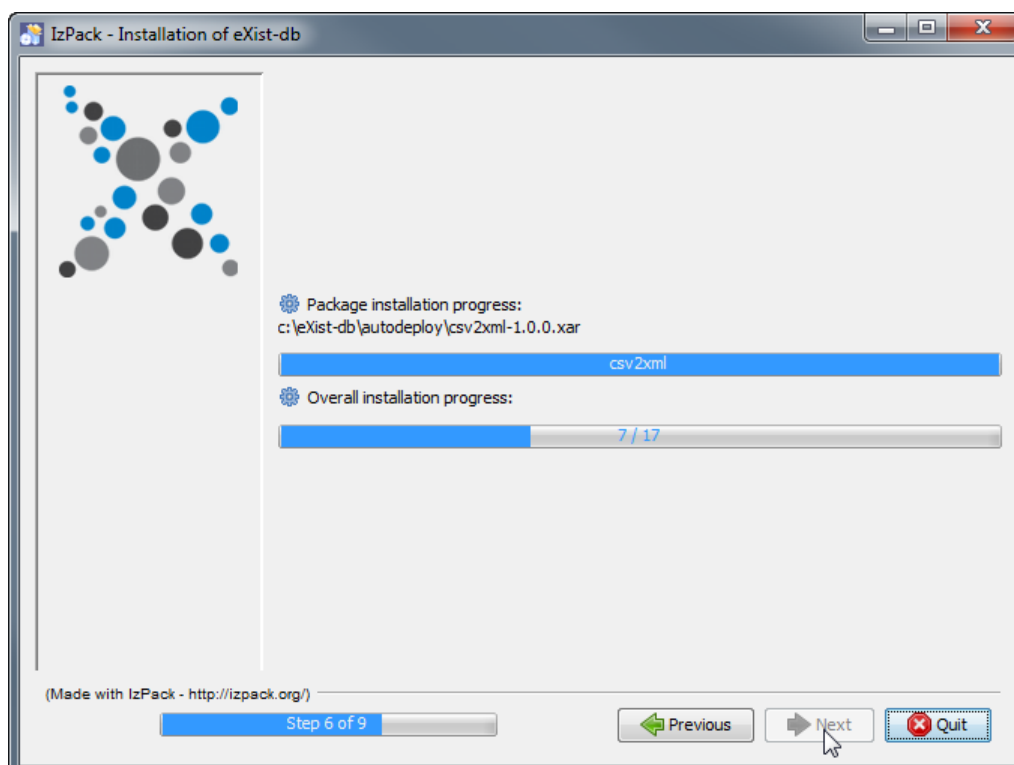 IzPack - Installation of eXist-db
Package installation progress:
c:\eXist-db\autodeploy\csv2xml-1.0.0.xar
csv2xml
Overall installation progress:
7 / 17
(Made with IzPack - http://izpack.org/)
Step 6 of 9
Previous
Next
Quit